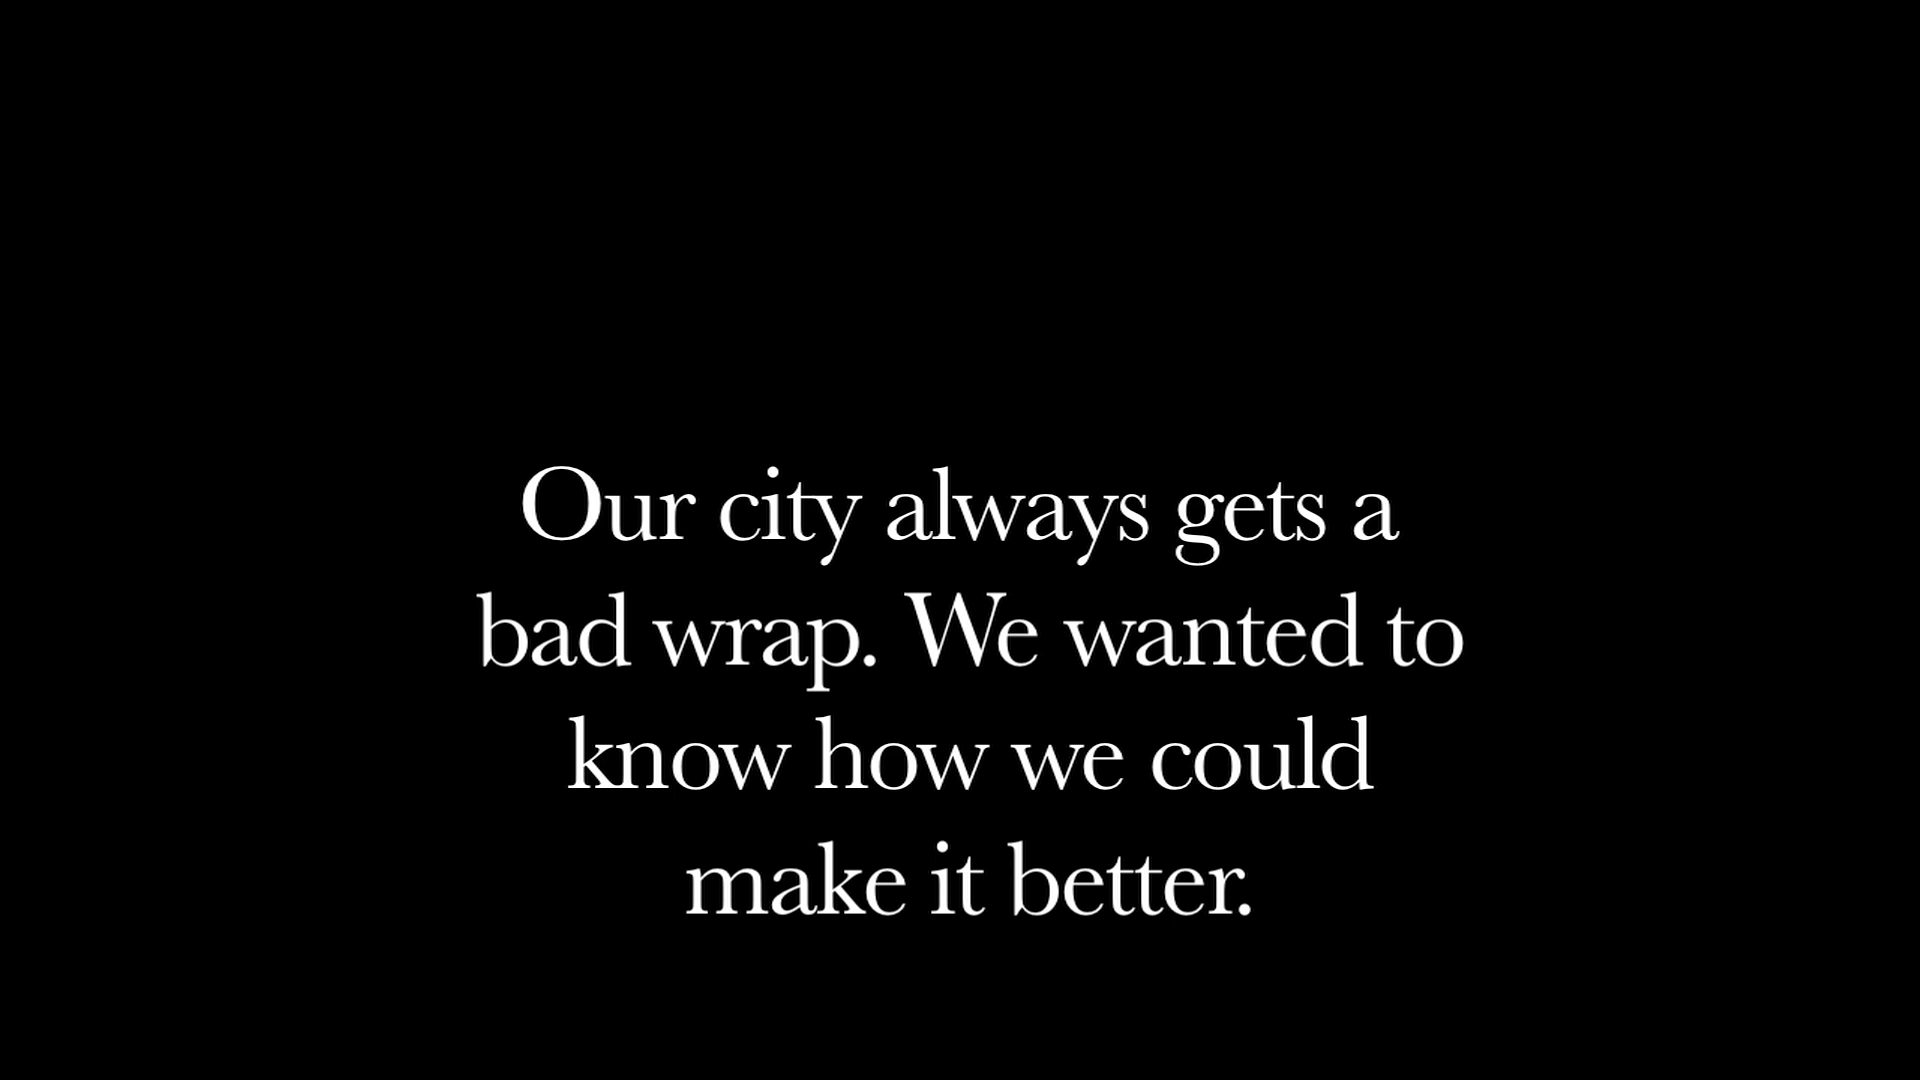 Our city always gets a
bad wrap. We wanted to
know how we could
make it better.